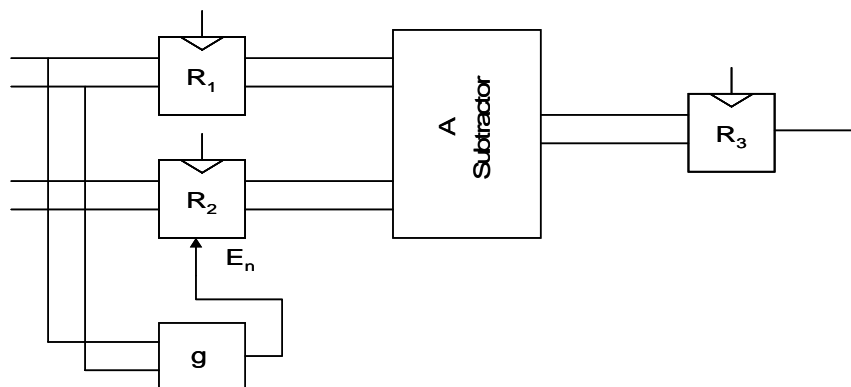 R1
A
Subtractor
R3
R2
En
g